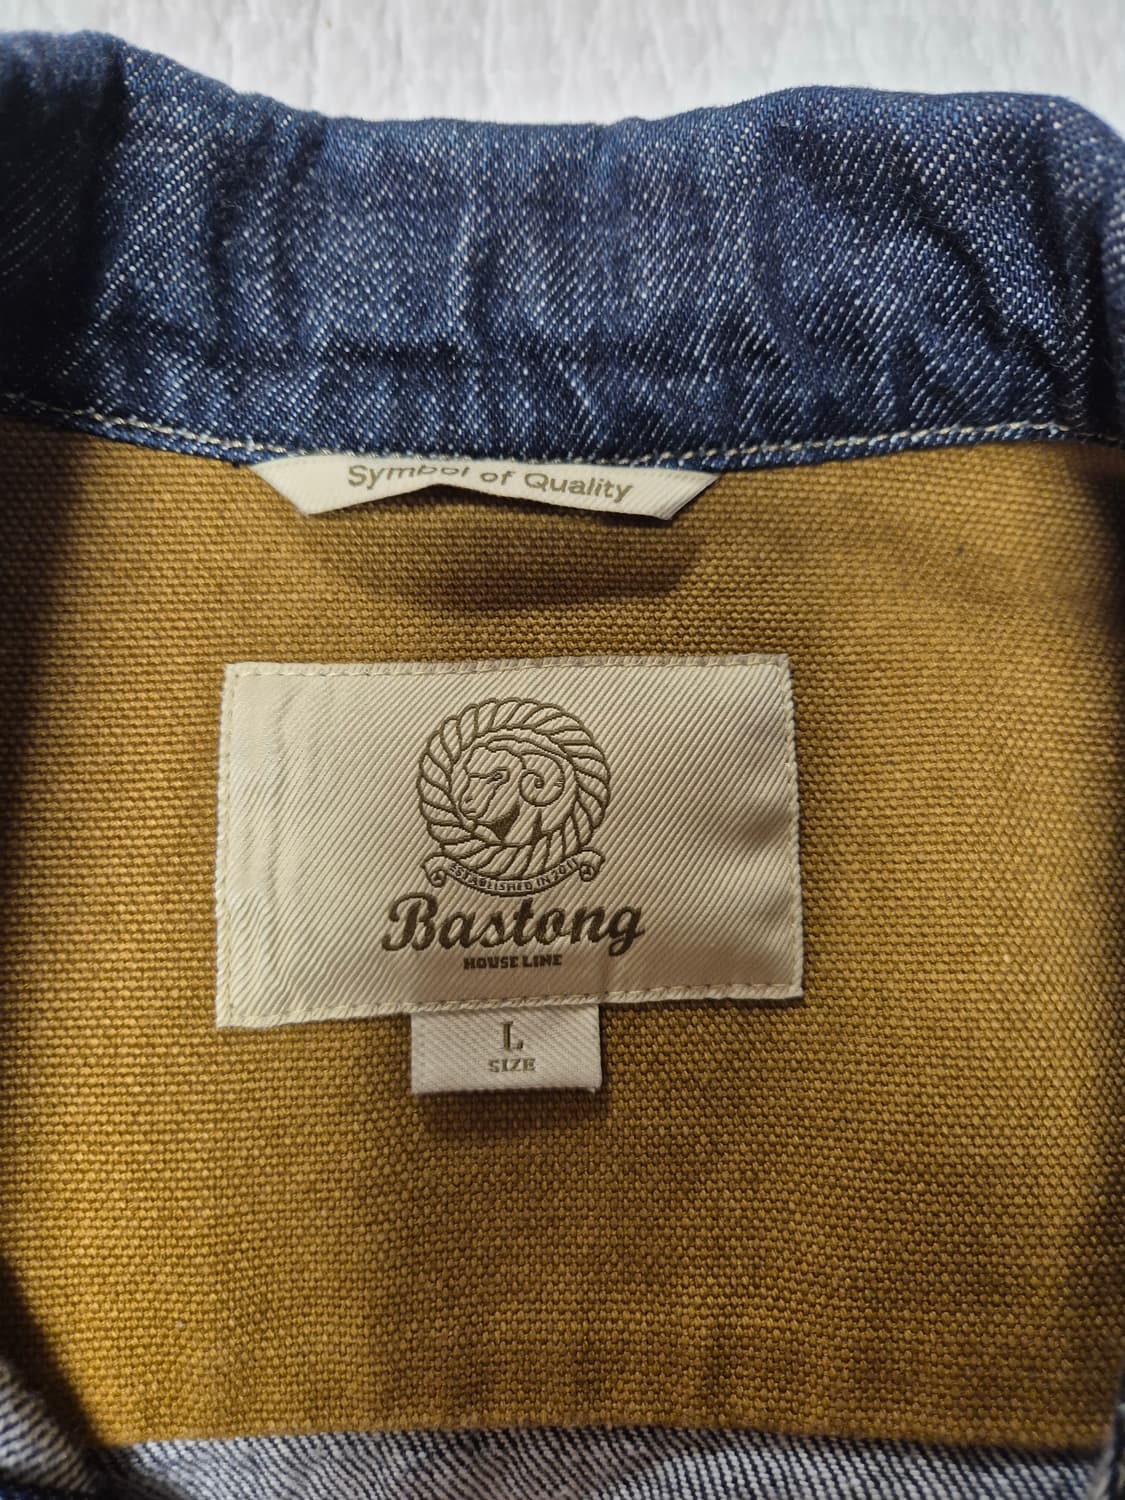 Symbol of Quality
ESTABLISHED IN 2011
Bastong
HOUSE LINE
L
SIZE